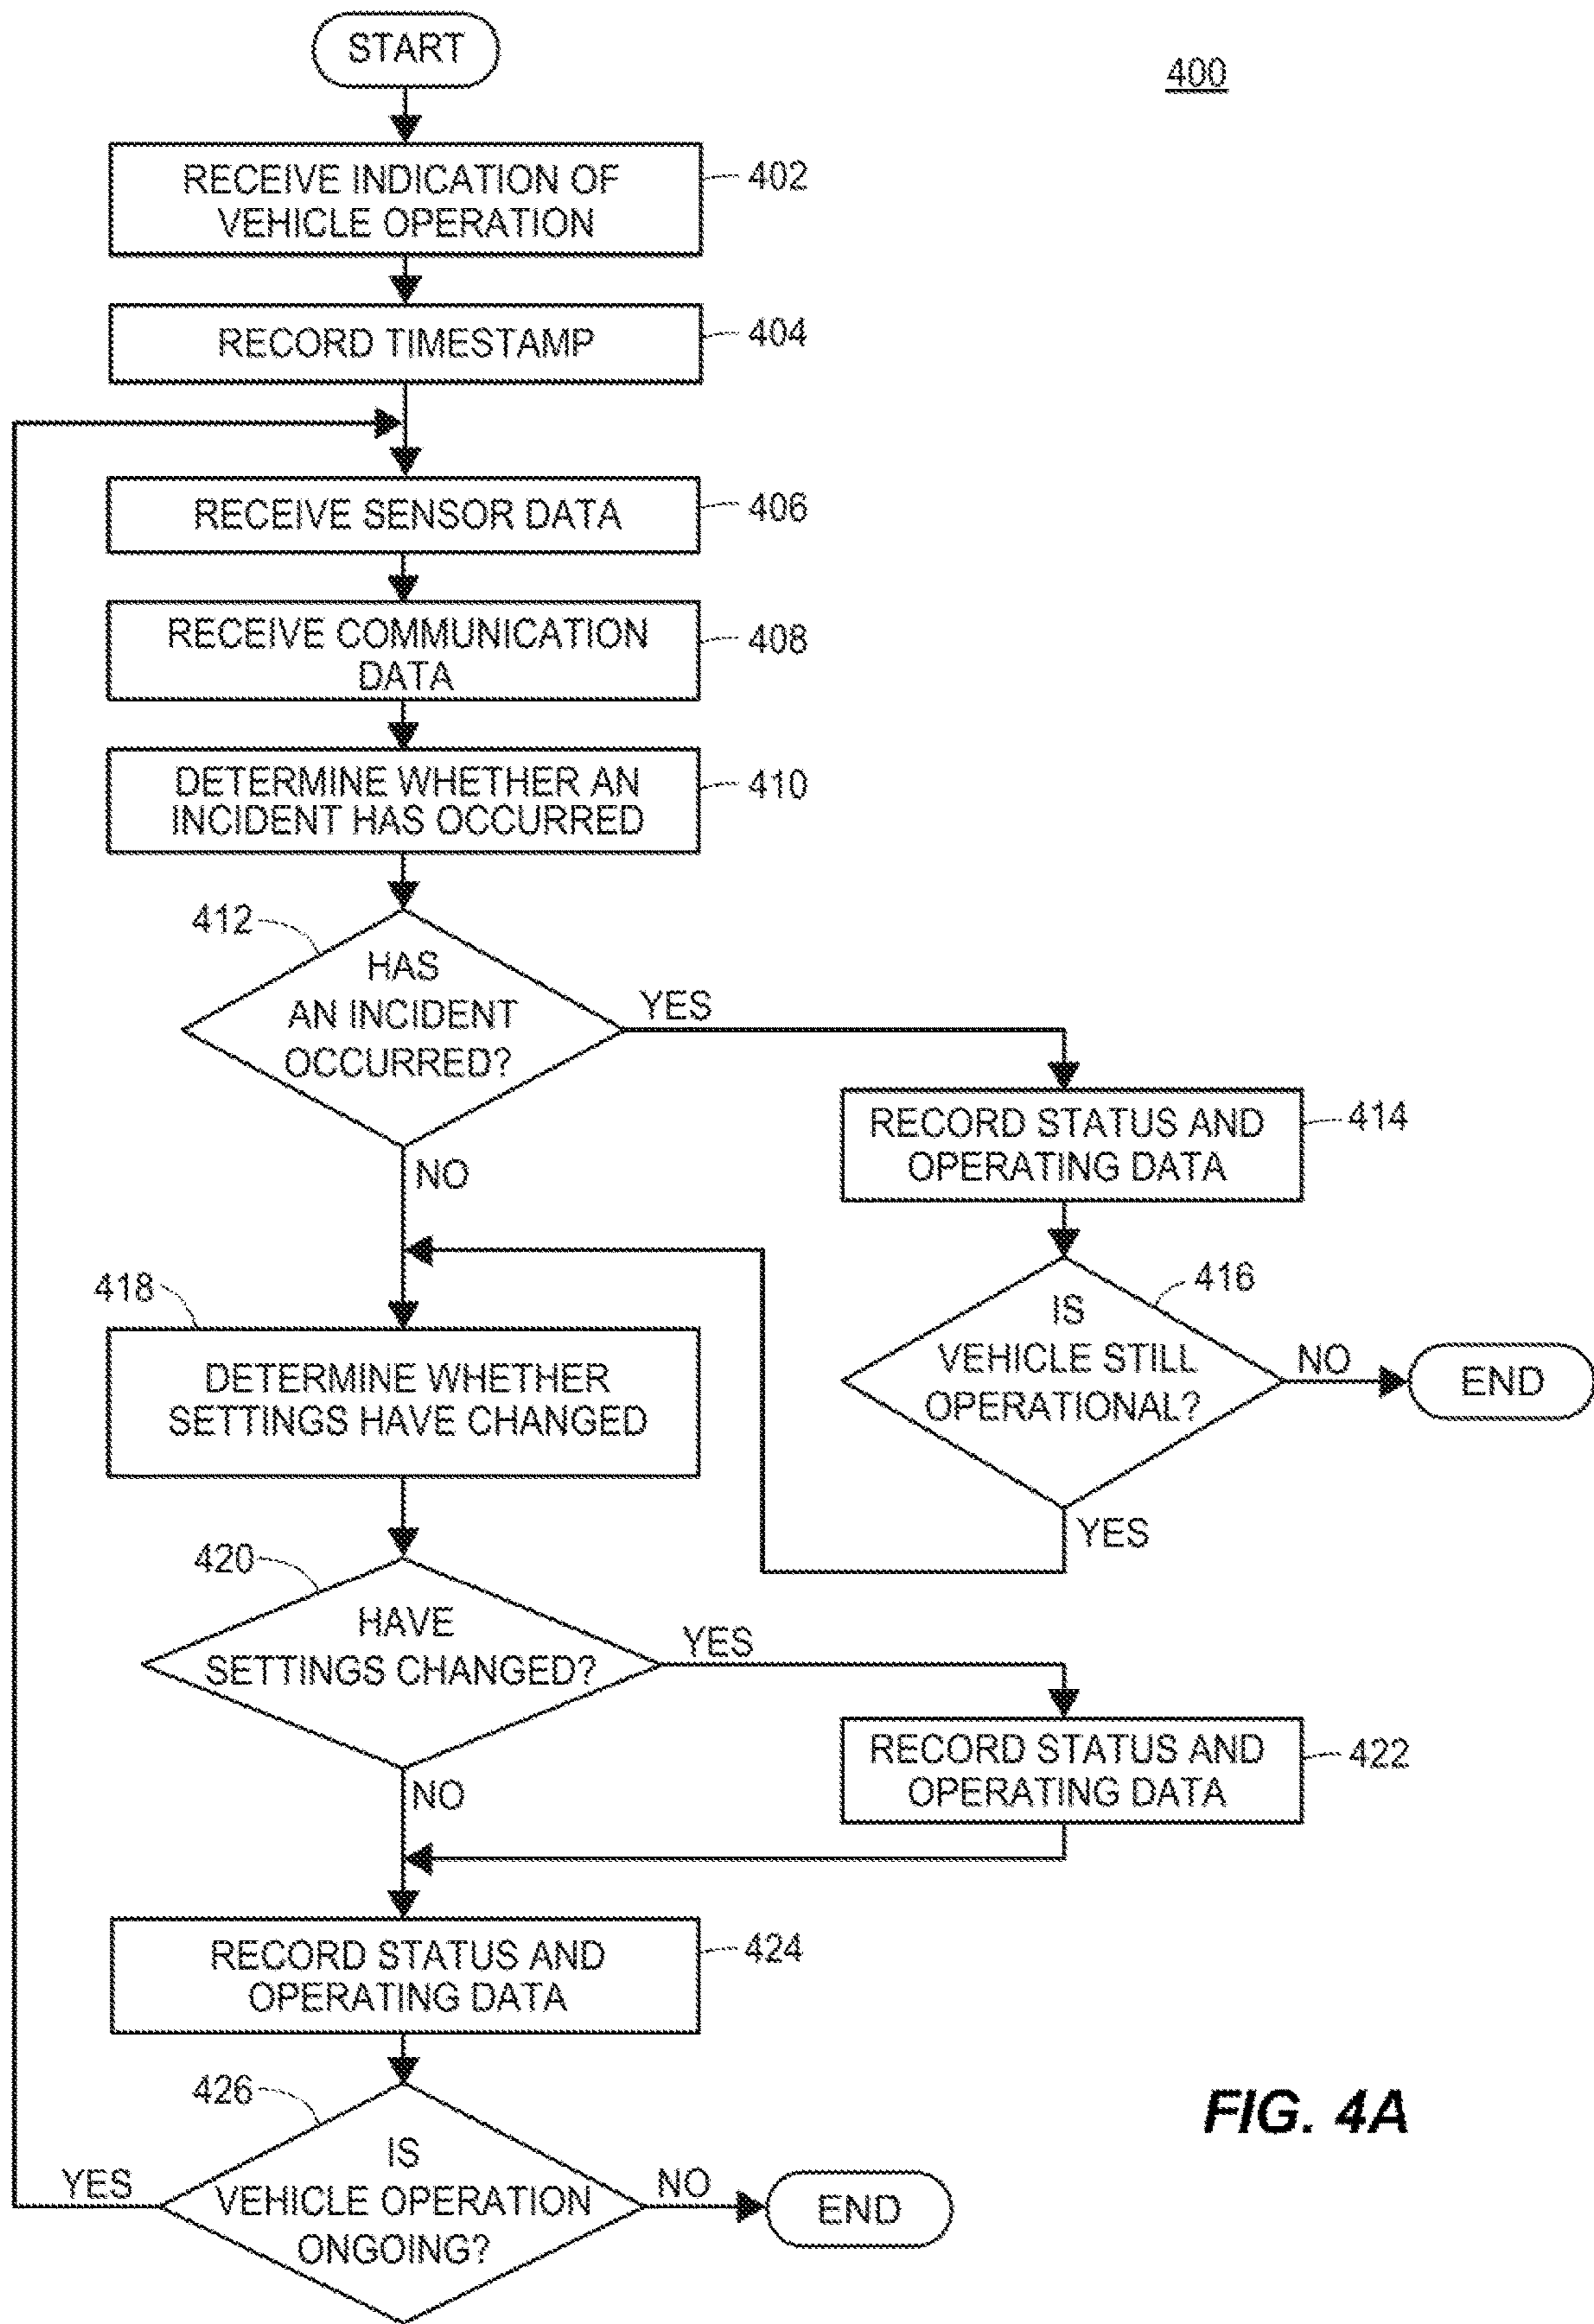 START
400
RECEIVE INDICATION OF
VEHICLE OPERATION
402
RECORD TIMESTAMP
404
RECEIVE SENSOR DATA
406
RECEIVE COMMUNICATION
DATA
408
DETERMINE WHETHER AN
INCIDENT HAS OCCURRED
410
412
HAS
AN INCIDENT
OCCURRED?
YES
NO
RECORD STATUS AND
OPERATING DATA
414
416
IS
VEHICLE STILL
OPERATIONAL?
NO
END
YES
418
DETERMINE WHETHER
SETTINGS HAVE CHANGED
420
HAVE
SETTINGS CHANGED?
YES
NO
RECORD STATUS AND
OPERATING DATA
422
RECORD STATUS AND
OPERATING DATA
424
426
IS
VEHICLE OPERATION
ONGOING?
YES
NO
END
FIG. 4A